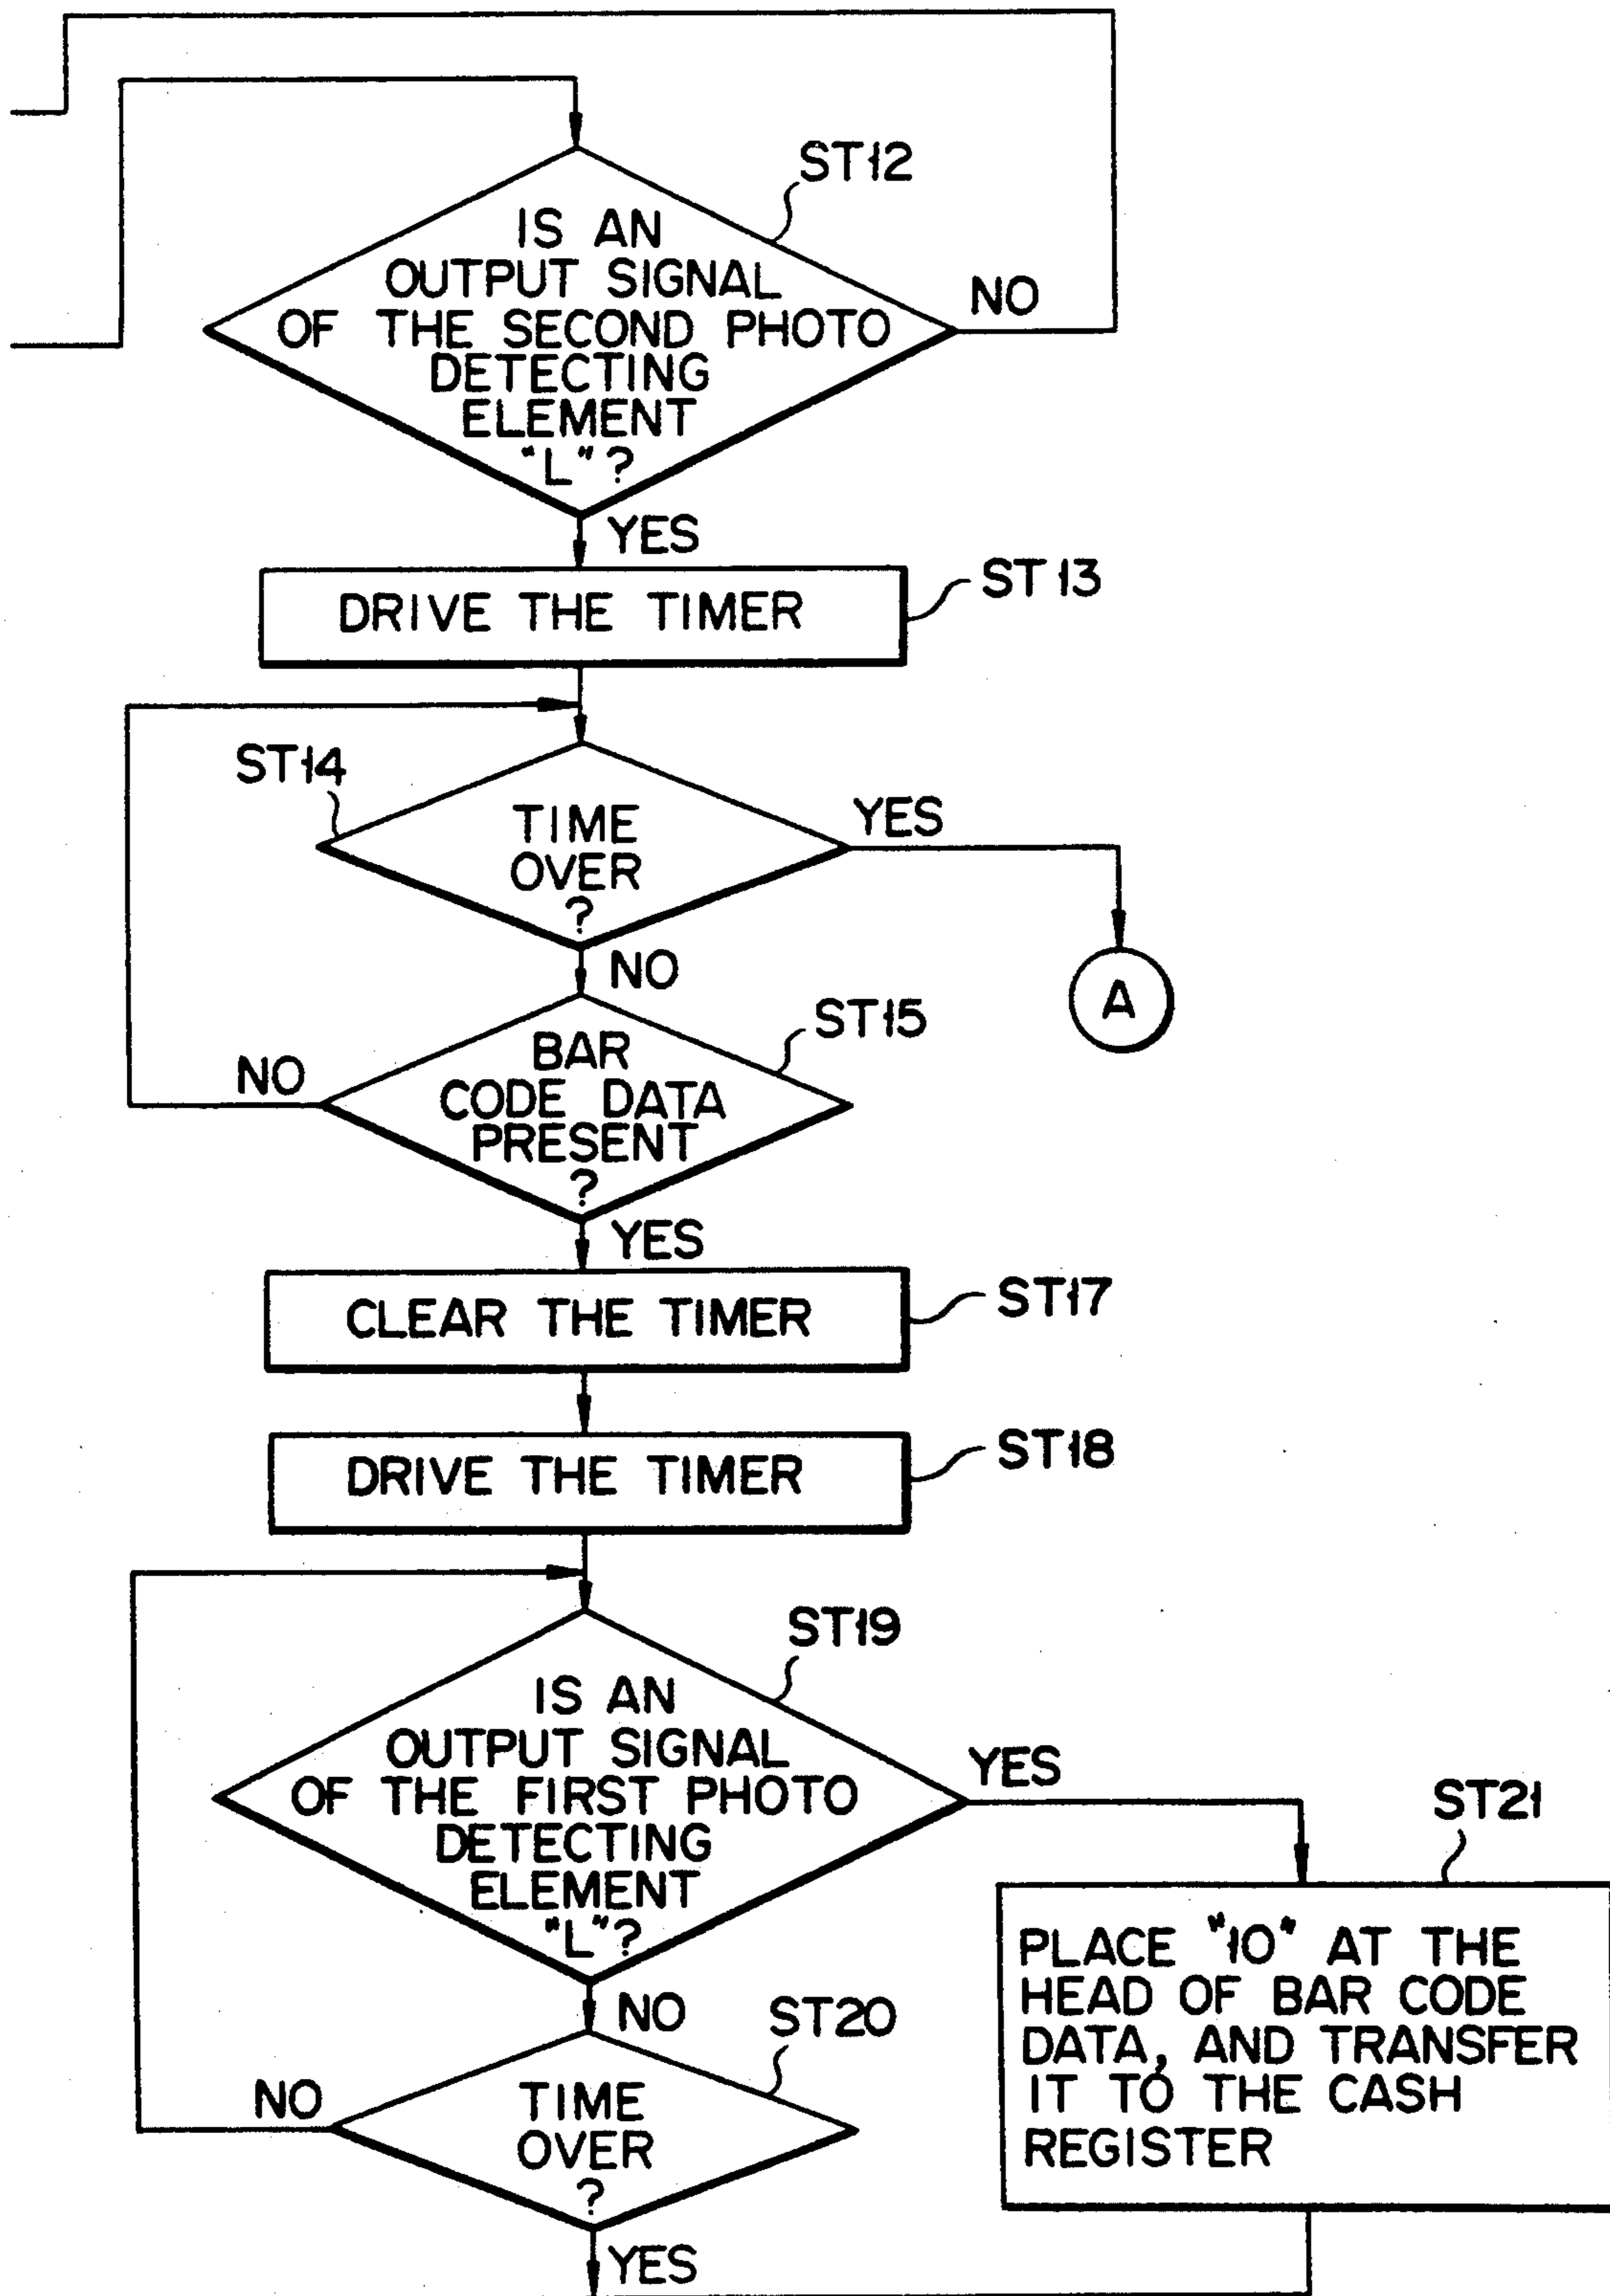 ST12
IS AN
OUTPUT SIGNAL
OF THE SECOND PHOTO
DETECTING
ELEMENT
"L"?
NO
YES
DRIVE THE TIMER
ST13
ST14
TIME
OVER
?
YES
NO
A
ST15
BAR
CODE DATA
PRESENT
?
NO
YES
CLEAR THE TIMER
ST17
DRIVE THE TIMER
ST18
ST19
IS AN
OUTPUT SIGNAL
OF THE FIRST PHOTO
DETECTING
ELEMENT
"L"?
YES
NO
ST21
PLACE "10" AT THE
HEAD OF BAR CODE
DATA, AND TRANSFER
IT TO THE CASH
REGISTER
ST20
TIME
OVER
?
NO
YES